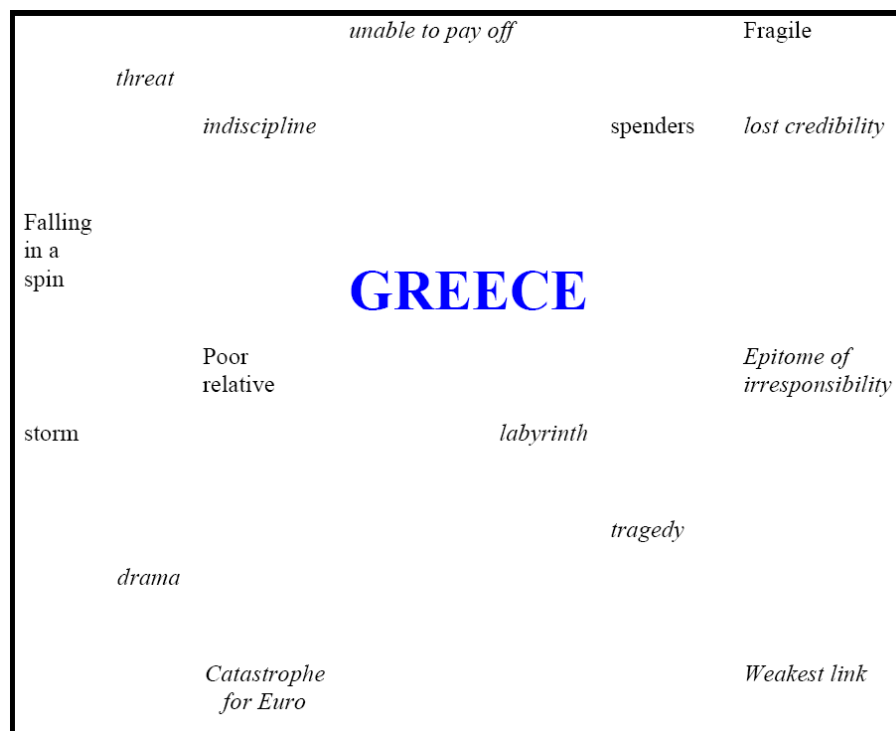 unable to pay off
Fragile
threat
indiscipline
spenders
lost credibility
Falling
in a
spin
GREECE
Poor
relative
Epitome of
irresponsibility
storm
labyrinth
tragedy
drama
Catastrophe
for Euro
Weakest link